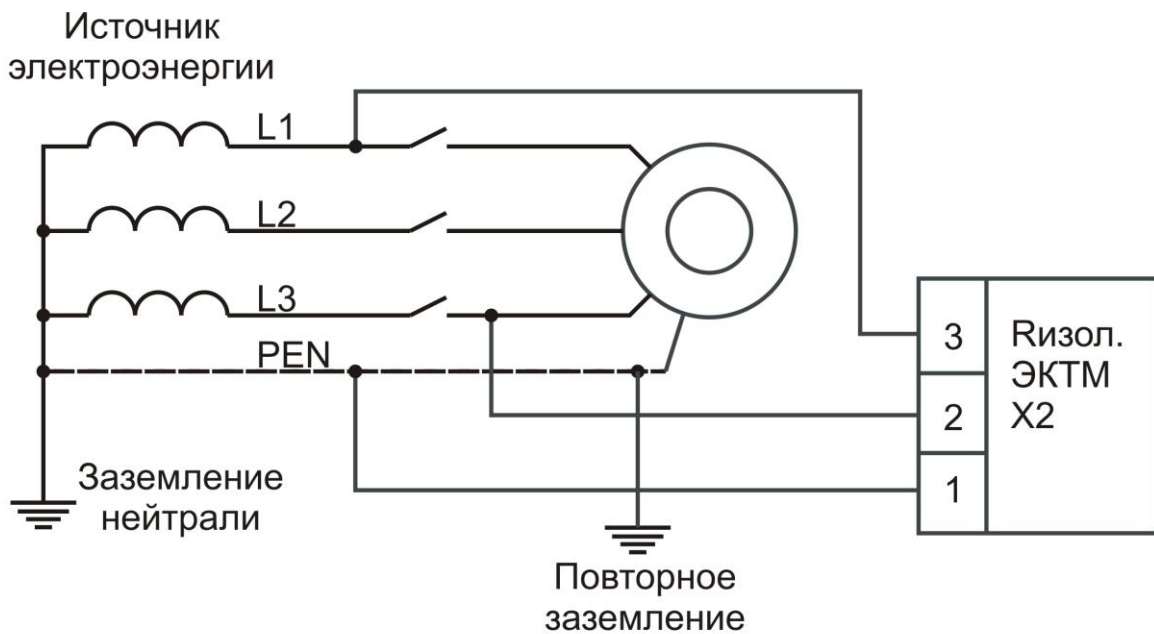 Источник
электроэнергии
L1
L2
L3
PEN
Заземление
нейтрали
Повторное
заземление
3
2
1
Rизол.
ЭКТМ
X2